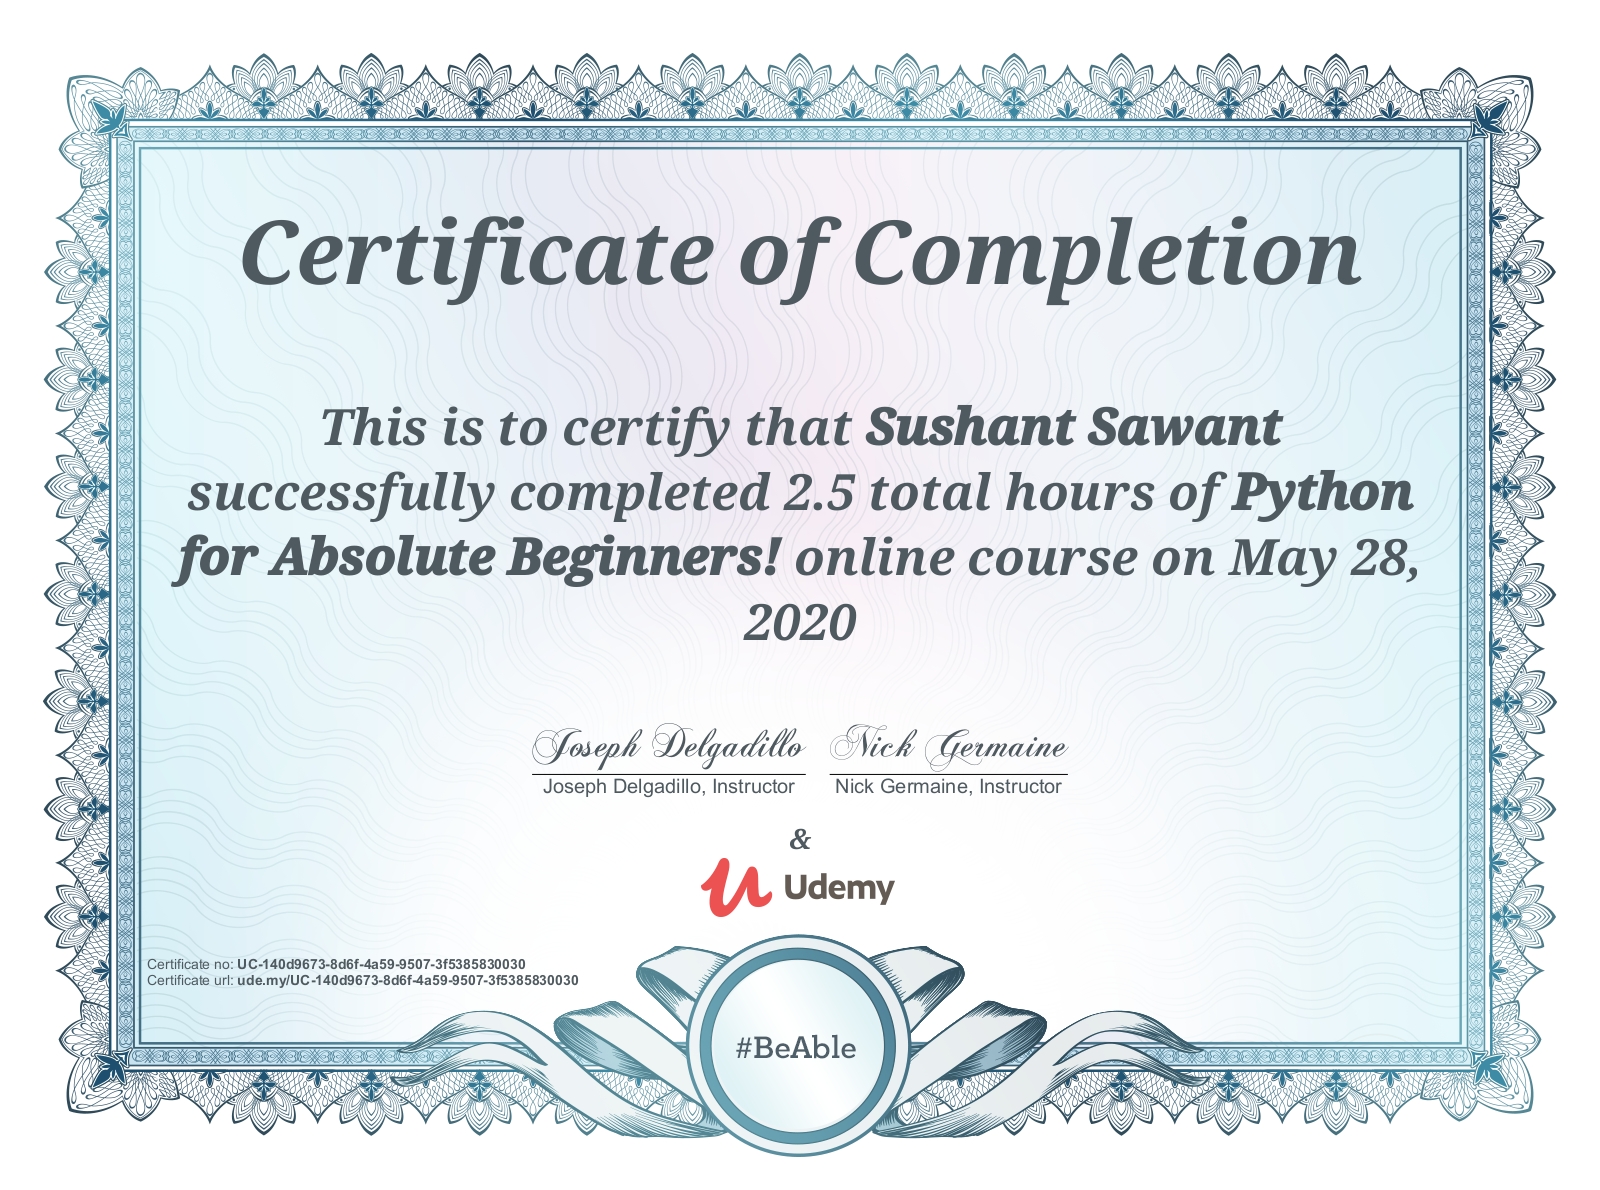 Certificate of Completion
This is to certify that Sushant Sawant
successfully completed 2.5 total hours of Python
for Absolute Beginners! online course on May 28,
2020
Joseph Delgadillo Nick Germaine
Joseph Delgadillo, Instructor Nick Germaine, Instructor
&
Udemy
Certificate no: UC-140d9673-8d6f-4a59-9507-3f5385830030
Certificate url: ude.my/UC-140d9673-8d6f-4a59-9507-3f5385830030
#BeAble